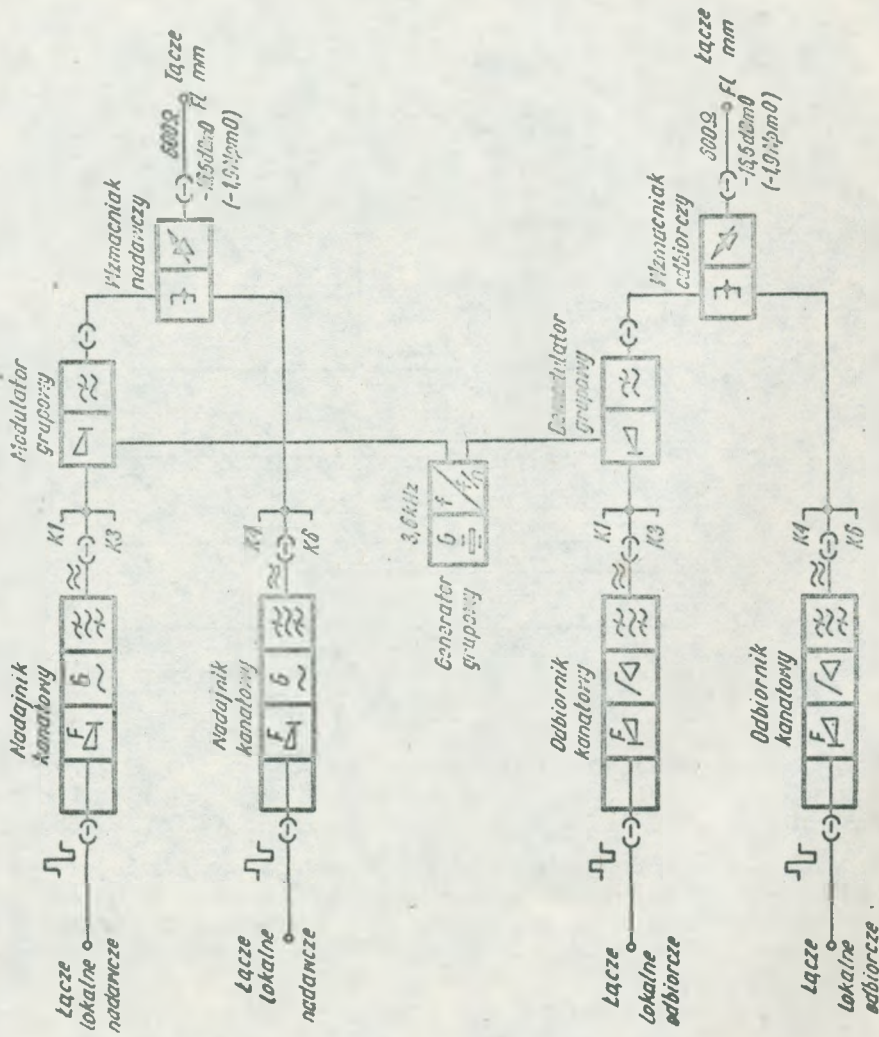 Łącze
lokalne
nadawcze
Nadajnik
kanałowy
F
G
K1
K3
Modulator
grupowy
Wzmacniak
nadawczy
600Ω
Łącze
Fl mm
Łącze
lokalne
nadawcze
Nadajnik
kanałowy
F
G
K4
K6
3,6kHz
G
f
f/n
Generator
grupowy
Łącze
lokalne
odbiorcze
Odbiornik
kanałowy
F
K1
K3
Demodulator
grupowy
Wzmacniak
odbiorczy
Łącze
Fl mm
Łącze
lokalne
odbiorcze
Odbiornik
kanałowy
F
K4
K6